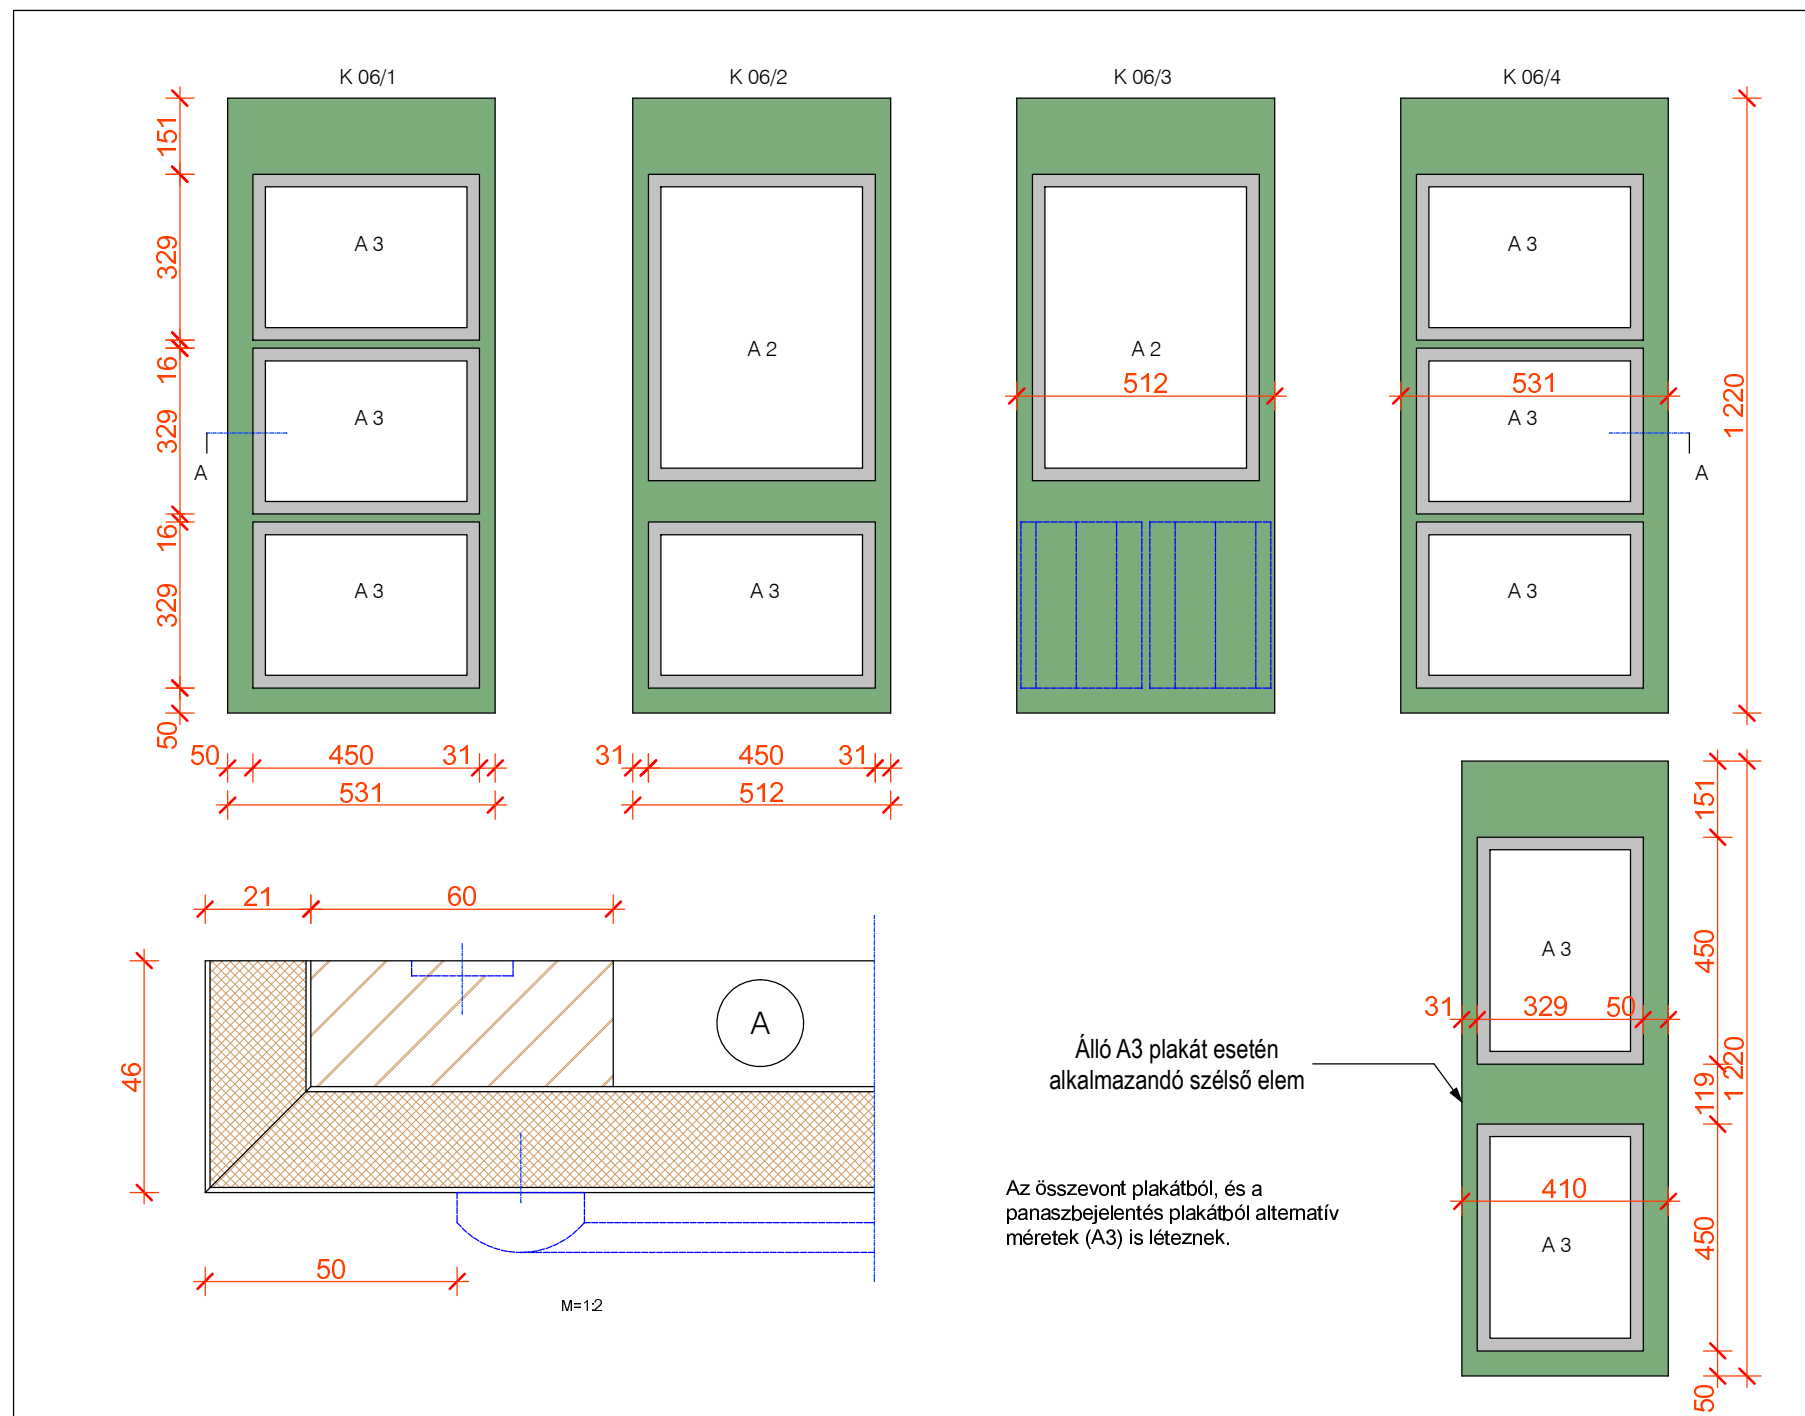 K 06/1
K 06/2
K 06/3
K 06/4
151
329
16
329
16
329
50
A 3
A 3
A 3
A
50
450
31
531
A 2
A 3
31
450
31
512
A 2
512
A 3
531
A 3
A 3
A
1 220
21
60
46
A
50
M=1:2
Álló A3 plakát esetén
alkalmazandó szélső elem
Az összevont plakátból, és a
panaszbejelentés plakátból alternatív
méretek (A3) is léteznek.
A 3
31
329
50
410
A 3
151
450
119
450
50
1 220